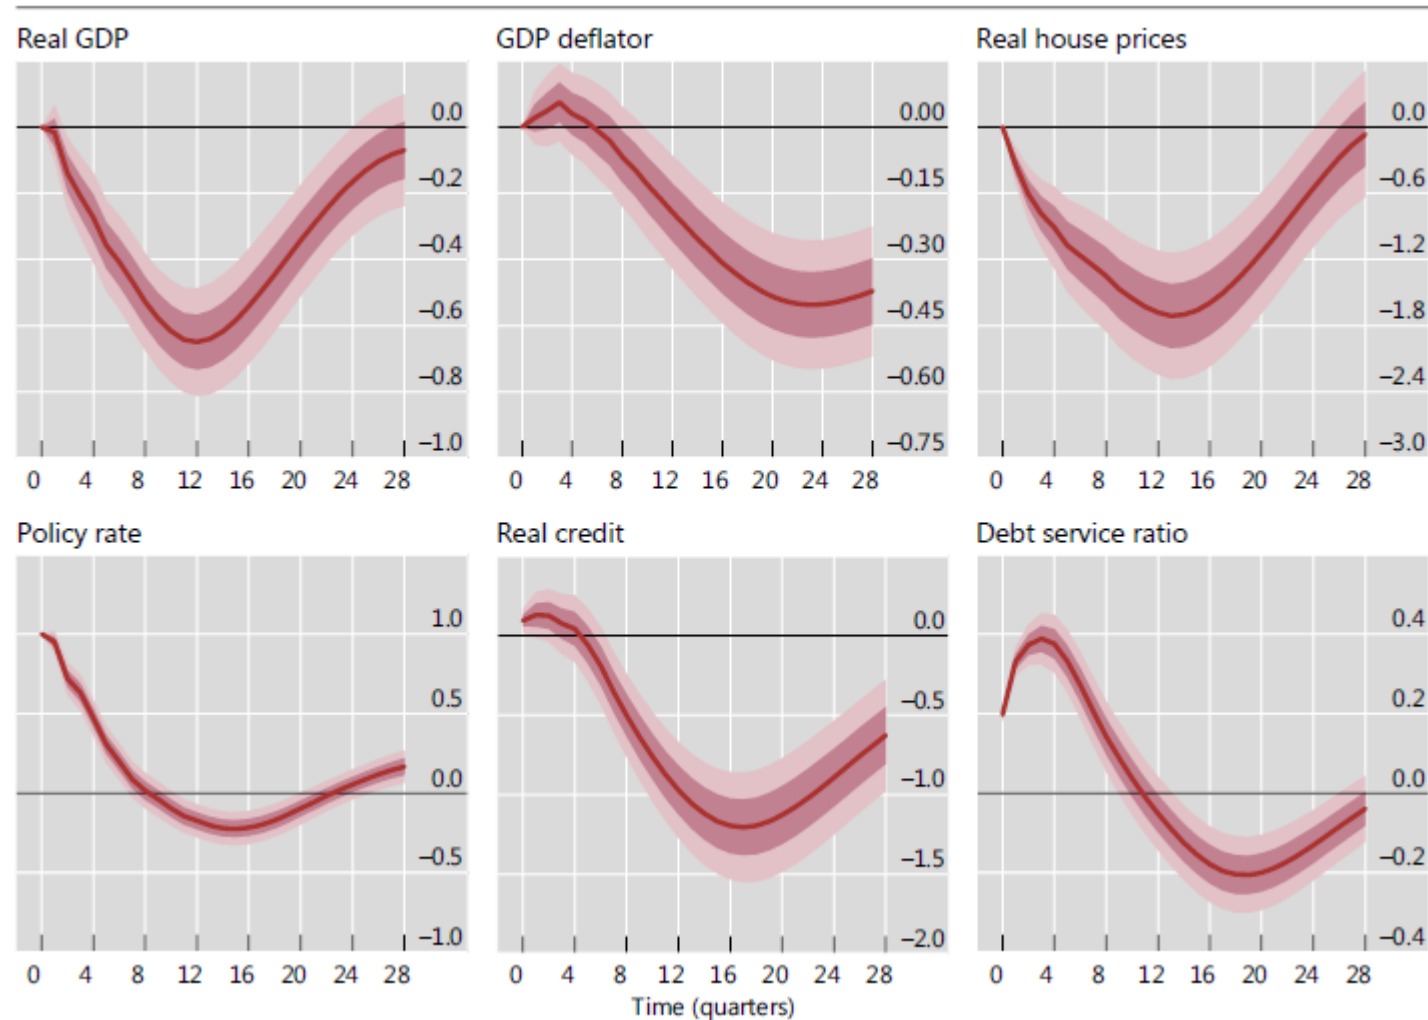 Real GDP
GDP deflator
Real house prices
0.0
–0.2
–0.4
–0.6
–0.8
–1.0
0 4 8 12 16 20 24 28
0.00
–0.15
–0.30
–0.45
–0.60
–0.75
0 4 8 12 16 20 24 28
0.0
–0.6
–1.2
–1.8
–2.4
–3.0
0 4 8 12 16 20 24 28
Policy rate
Real credit
Debt service ratio
1.0
0.5
0.0
–0.5
–1.0
0 4 8 12 16 20 24 28
0.0
–0.5
–1.0
–1.5
–2.0
0 4 8 12 16 20 24 28
0.4
0.2
0.0
–0.2
–0.4
0 4 8 12 16 20 24 28
Time (quarters)